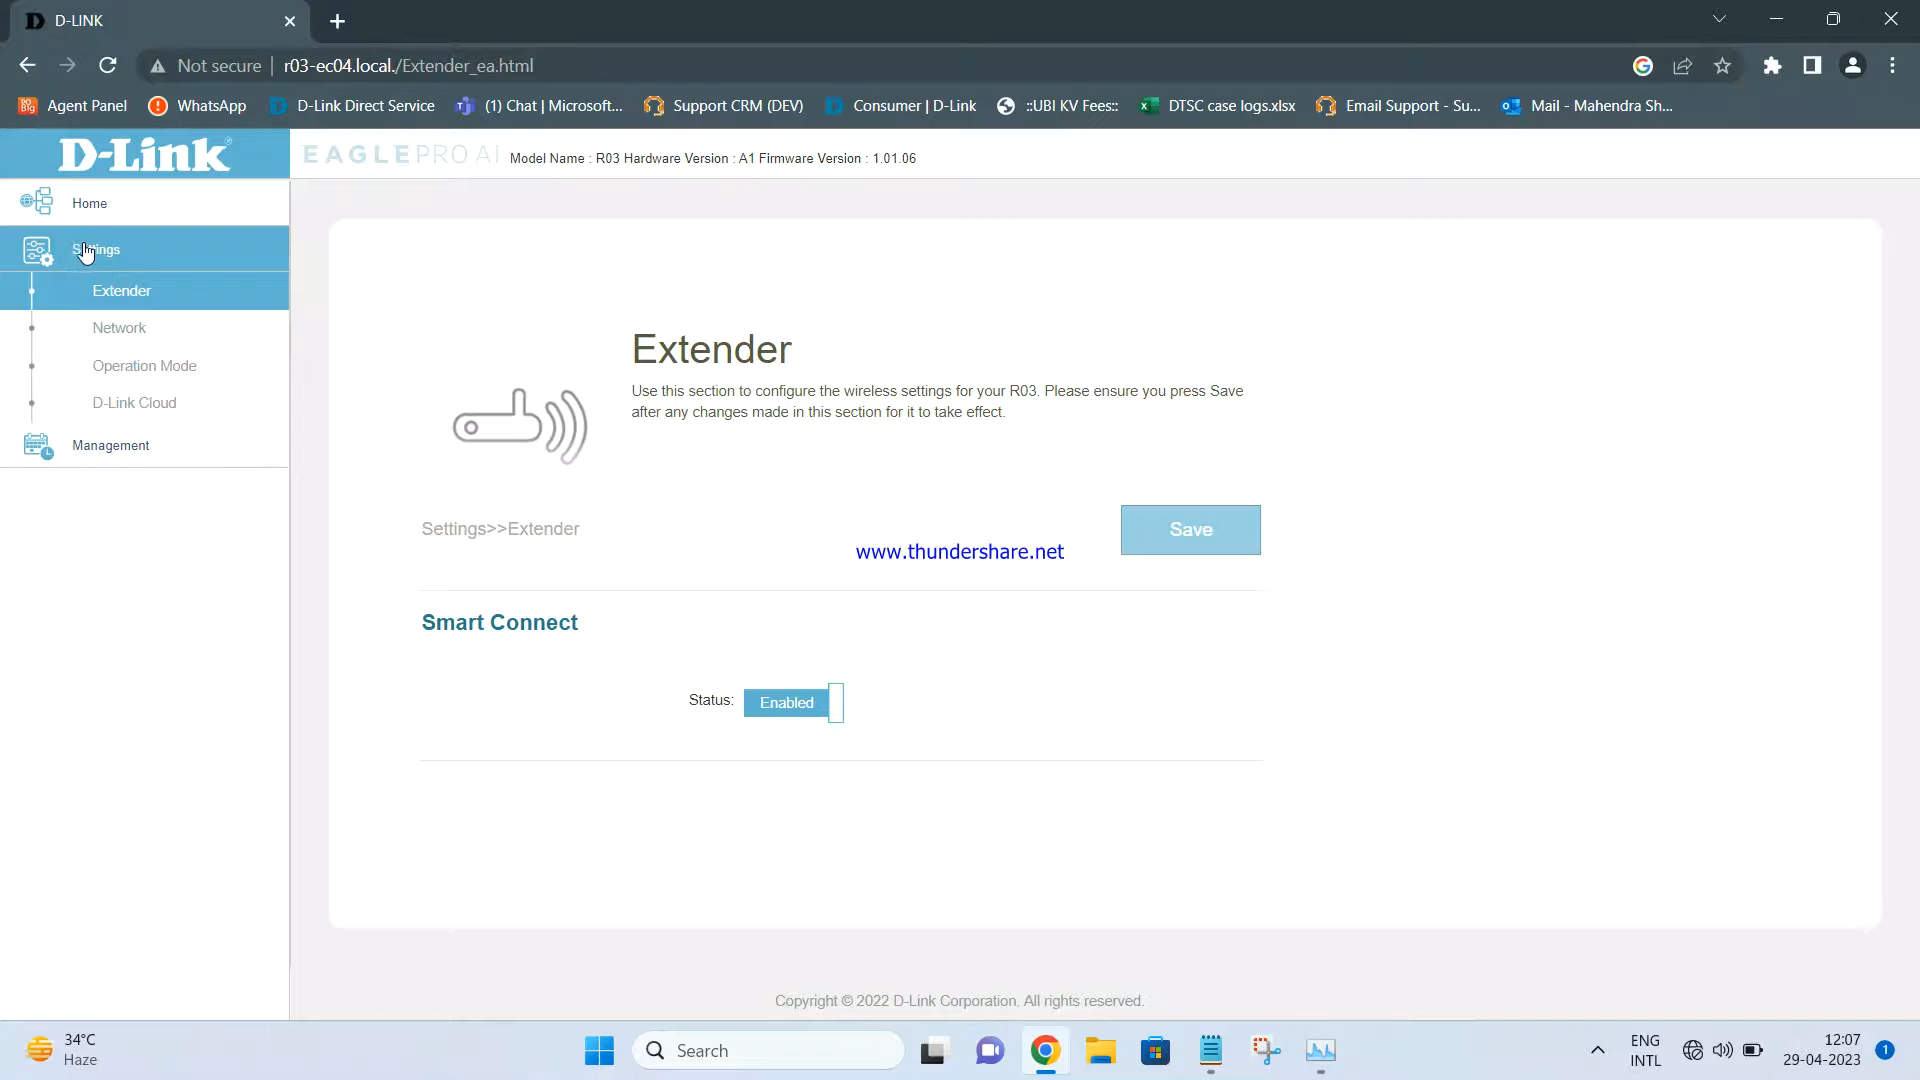 D-LINK
Not secure
r03-ec04.local./Extender_ea.html
Agent Panel
WhatsApp
D-Link Direct Service
(1) Chat | Microsoft...
Support CRM (DEV)
Consumer | D-Link
::UBI KV Fees::
DTSC case logs.xlsx
Email Support - Su...
Mail - Mahendra Sh...
D-Link®
EAGLE PRO AI
Model Name : R03 Hardware Version : A1 Firmware Version : 1.01.06
Home
Extender
Network
Operation Mode
D-Link Cloud
Management
Extender
Use this section to configure the wireless settings for your R03. Please ensure you press Save
after any changes made in this section for it to take effect.
Settings>>Extender
Save
www.thundershare.net
Smart Connect
Status:
Enabled
Copyright © 2022 D-Link Corporation. All rights reserved.
34°C
Haze
Search
ENG
INTL
12:07
29-04-2023
1